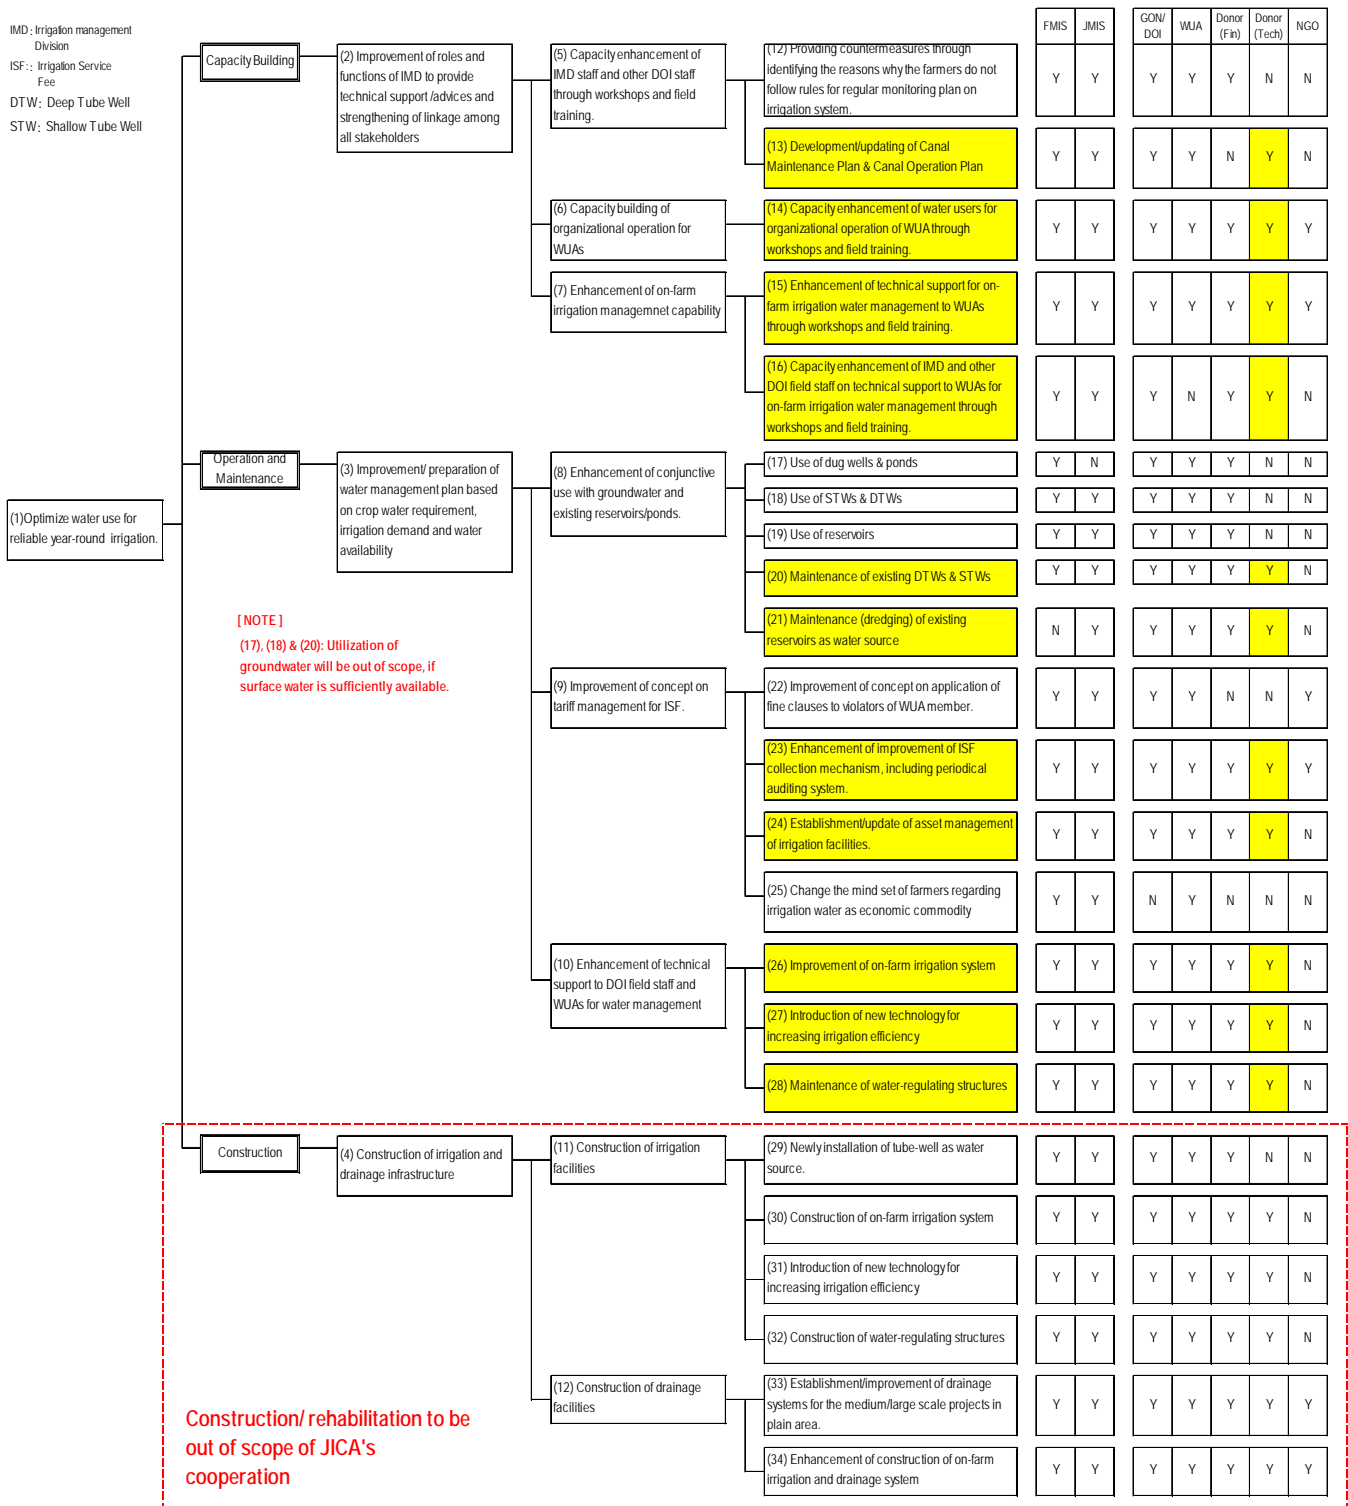 IMD: Irrigation management
Division
ISF:: Irrigation Service
Fee
DTW: Deep Tube Well
STW: Shallow Tube Well
FMIS JMIS GON/ DOI WUA Donor (Fin) Donor (Tech) NGO
(1)Optimize water use for
reliable year-round irrigation.
Capacity Building
(2) Improvement of roles and
functions of IMD to provide
technical support /advices and
strengthening of linkage among
all stakeholders
(5) Capacity enhancement of
IMD staff and other DOI staff
through workshops and field
training.
(12) Providing countermeasures through
identifying the reasons why the farmers do not
follow rules for regular monitoring plan on
irrigation system.
Y Y Y Y Y N N
(13) Development/updating of Canal
Maintenance Plan & Canal Operation Plan
Y Y Y Y N Y N
(6) Capacity building of
organizational operation for
WUAs
(14) Capacity enhancement of water users for
organizational operation of WUA through
workshops and field training.
Y Y Y Y Y Y Y
(7) Enhancement of on-farm
irrigation managemnet capability
(15) Enhancement of technical support for on-
farm irrigation water management to WUAs
through workshops and field training.
Y Y Y Y Y Y Y
(16) Capacity enhancement of IMD and other
DOI field staff on technical support to WUAs for
on-farm irrigation water management through
workshops and field training.
Y Y Y N Y Y N
Operation and
Maintenance
(3) Improvement/ preparation of
water management plan based
on crop water requirement,
irrigation demand and water
availability
(8) Enhancement of conjunctive
use with groundwater and
existing reservoirs/ponds.
(17) Use of dug wells & ponds
Y N Y Y Y N N
(18) Use of STWs & DTWs
Y Y Y Y Y N N
(19) Use of reservoirs
Y Y Y Y Y N N
(20) Maintenance of existing DTWs & STWs
Y Y Y Y Y Y N
(21) Maintenance (dredging) of existing
reservoirs as water source
N Y Y Y Y Y N
[ NOTE ]
(17), (18) & (20): Utilization of
groundwater will be out of scope, if
surface water is sufficiently available.
(9) Improvement of concept on
tariff management for ISF.
(22) Improvement of concept on application of
fine clauses to violators of WUA member.
Y Y Y Y N N Y
(23) Enhancement of improvement of ISF
collection mechanism, including periodical
auditing system.
Y Y Y Y Y Y Y
(24) Establishment/update of asset management
of irrigation facilities.
Y Y Y Y Y Y N
(25) Change the mind set of farmers regarding
irrigation water as economic commodity
Y Y N Y N N N
(10) Enhancement of technical
support to DOI field staff and
WUAs for water management
(26) Improvement of on-farm irrigation system
Y Y Y Y Y Y N
(27) Introduction of new technology for
increasing irrigation efficiency
Y Y Y Y Y Y N
(28) Maintenance of water-regulating structures
Y Y Y Y Y Y N
Construction
(4) Construction of irrigation and
drainage infrastructure
(11) Construction of irrigation
facilities
(29) Newly installation of tube-well as water
source.
Y Y Y Y Y N N
(30) Construction of on-farm irrigation system
Y Y Y Y Y Y N
(31) Introduction of new technology for
increasing irrigation efficiency
Y Y Y Y Y Y N
(32) Construction of water-regulating structures
Y Y Y Y Y Y N
(12) Construction of drainage
facilities
(33) Establishment/improvement of drainage
systems for the medium/large scale projects in
plain area.
Y Y Y Y Y Y Y
(34) Enhancement of construction of on-farm
irrigation and drainage system
Y Y Y Y Y Y Y
Construction/ rehabilitation to be
out of scope of JICA's
cooperation